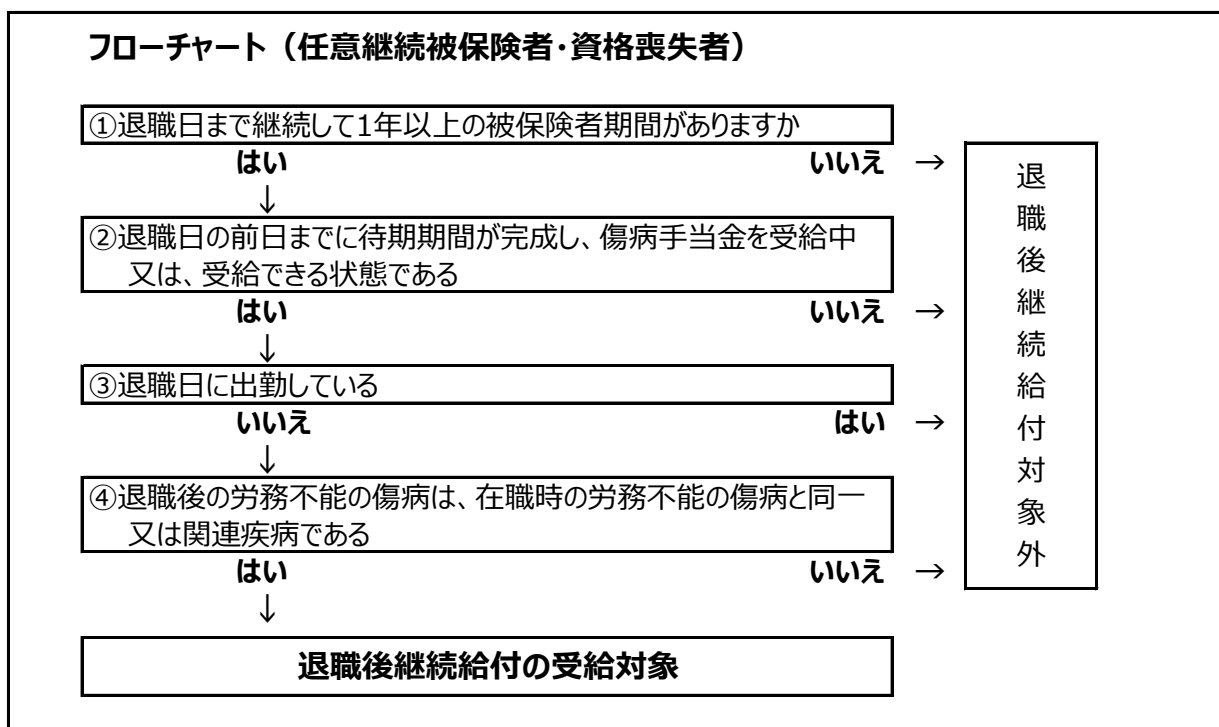 フローチャート（任意継続被保険者・資格喪失者）
①退職日まで継続して1年以上の被保険者期間がありますか
はい いいえ →
↓
②退職日の前日までに待期期間が完成し、傷病手当金を受給中
又は、受給できる状態である
はい いいえ →
↓
③退職日に出勤している
いいえ はい →
↓
④退職後の労務不能の傷病は、在職時の労務不能の傷病と同一
又は関連疾病である
はい いいえ →
↓
退職後継続給付の受給対象
退職後継続給付対象外